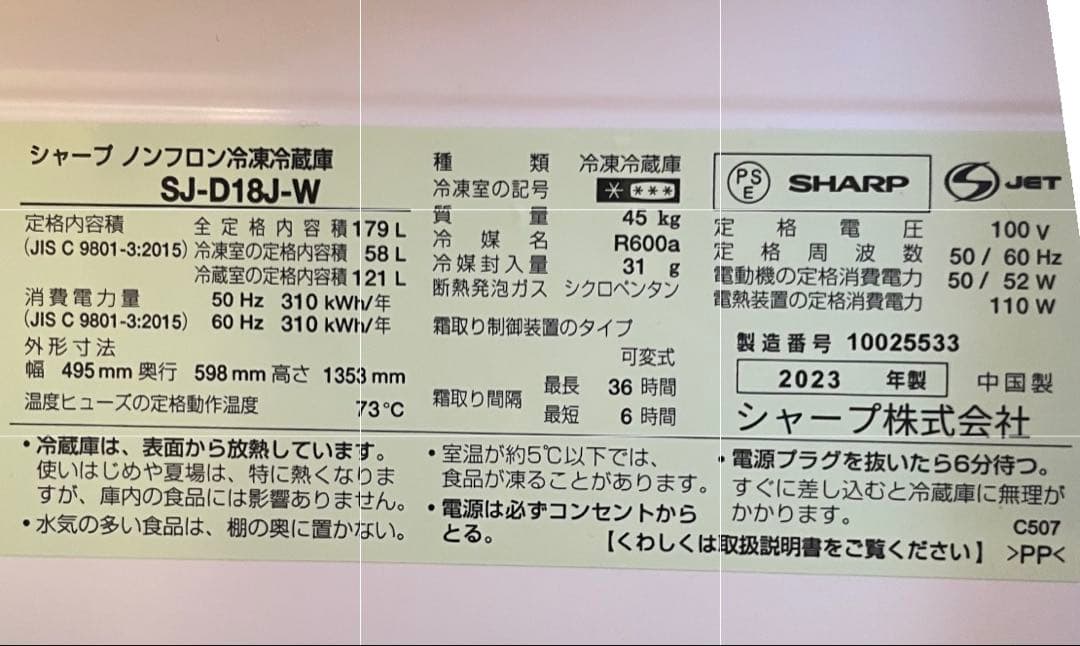 シャープ ノンフロン冷凍冷蔵庫
SJ-D18J-W
定格内容積 全定格内容積 179 L
(JIS C 9801-3:2015) 冷凍室の定格内容積 58 L
冷蔵室の定格内容積 121 L
消費電力量 50 Hz 310 kWh/年
(JIS C 9801-3:2015) 60 Hz 310 kWh/年
外形寸法
幅 495 mm 奥行 598 mm 高さ 1353 mm
温度ヒューズの定格動作温度 73℃
種類 冷凍冷蔵庫
冷凍室の記号 * ***
質量 45 kg
冷媒名 R600a
冷媒封入量 31 g
断熱発泡ガス シクロペンタン
霜取り制御装置のタイプ
可変式
霜取り間隔 最長 36 時間
最短 6 時間
PSE SHARP JET
定格電圧 100 V
定格周波数 50 / 60 Hz
電動機の定格消費電力 50 / 52 W
電熱装置の定格消費電力 110 W
製造番号 10025533
2023 年製 中国製
シャープ株式会社
・冷蔵庫は、表面から放熱しています。
使いはじめや夏場は、特に熱くなりま
すが、庫内の食品には影響ありません。
・水気の多い食品は、棚の奥に置かない。
・室温が約5℃以下では、
食品が凍ることがあります。
・電源は必ずコンセントから
とる。
・電源プラグを抜いたら6分待つ。
すぐに差し込むと冷蔵庫に無理が
かかります。
C507
【くわしくは取扱説明書をご覧ください】 >PP<